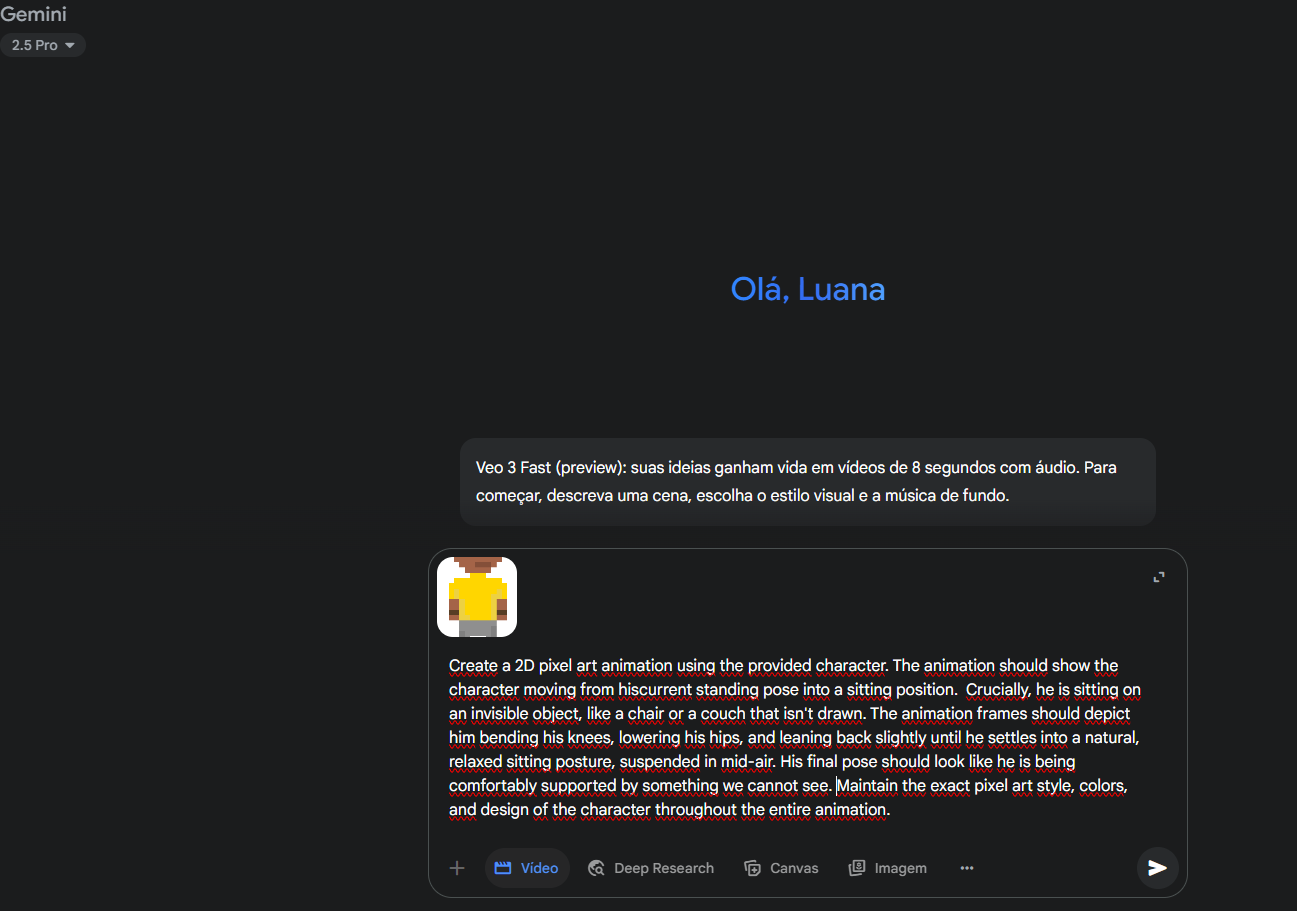 Gemini
2.5 Pro
Olá, Luana
Veo 3 Fast (preview): suas ideias ganham vida em vídeos de 8 segundos com áudio. Para
começar, descreva uma cena, escolha o estilo visual e a música de fundo.
Create a 2D pixel art animation using the provided character. The animation should show the
character moving from hiscurrent standing pose into a sitting position.  Crucially, he is sitting on
an invisible object, like a chair or a couch that isn't drawn. The animation frames should depict
him bending his knees, lowering his hips, and leaning back slightly until he settles into a natural,
relaxed sitting posture, suspended in mid-air. His final pose should look like he is being
comfortably supported by something we cannot see. Maintain the exact pixel art style, colors,
and design of the character throughout the entire animation.
Vídeo
Deep Research
Canvas
Imagem